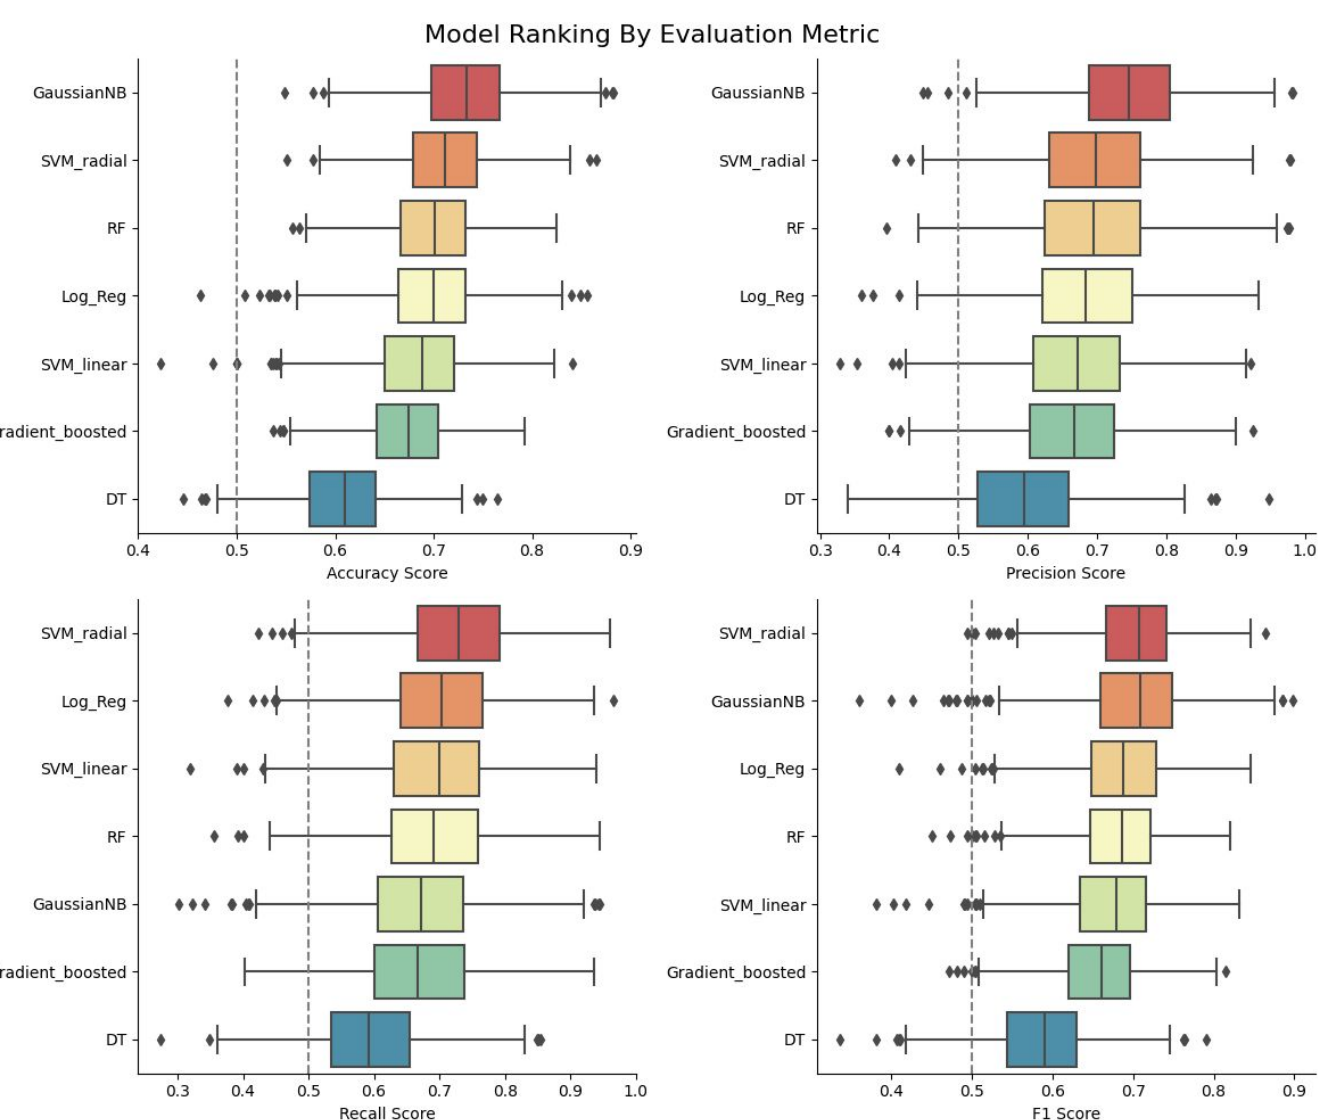 Model Ranking By Evaluation Metric
GaussianNB
SVM_radial
RF
Log_Reg
SVM_linear
radient_boosted
DT
0.4 0.5 0.6 0.7 0.8 0.9
Accuracy Score
GaussianNB
SVM_radial
RF
Log_Reg
SVM_linear
Gradient_boosted
DT
0.3 0.4 0.5 0.6 0.7 0.8 0.9 1.0
Precision Score
SVM_radial
Log_Reg
SVM_linear
RF
GaussianNB
radient_boosted
DT
0.3 0.4 0.5 0.6 0.7 0.8 0.9 1.0
Recall Score
SVM_radial
GaussianNB
Log_Reg
RF
SVM_linear
Gradient_boosted
DT
0.4 0.5 0.6 0.7 0.8 0.9
F1 Score